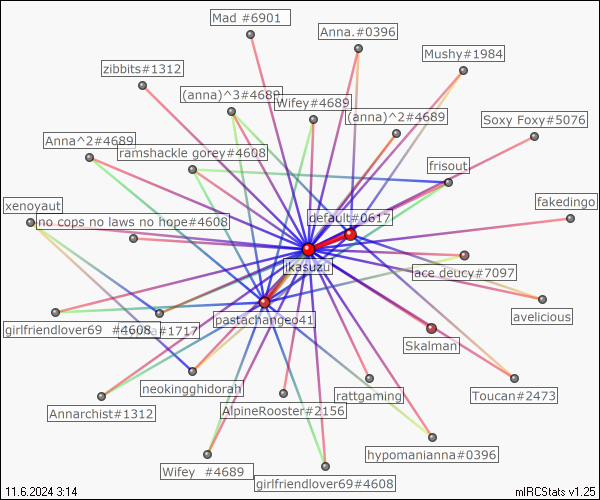 Mad #6901
Anna.#0396
Mushy#1984
zibbits#1312
(anna)^3#4689
Wifey#4689
(anna)^2#4689
Soxy Foxy#5076
Anna^2#4689
ramshackle gorey#4608
frisout
xenoyaut
no cops no laws no hope#4608
default#0617
fakedingo
ikasuzu
ace deucy#7097
avelicious
pastachangeo41
girlfriendlover69 #4608
#1717
Skalman
neokingghidorah
rattgaming
Toucan#2473
Annarchist#1312
AlpineRooster#2156
hypomanianna#0396
Wifey #4689
girlfriendlover69#4608
11.6.2024 3:14
mIRCStats v1.25